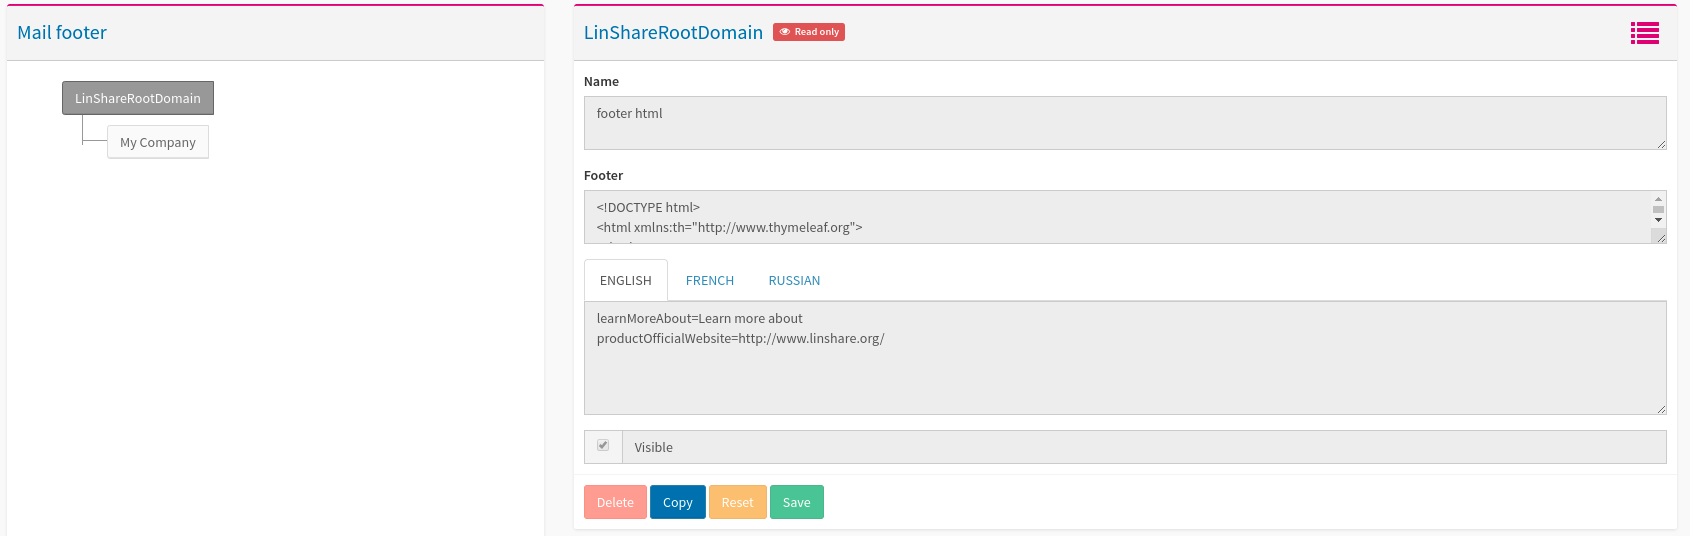 Mail footer
LinShareRootDomain
My Company
LinShareRootDomain Read only
Name
footer html
Footer
<!DOCTYPE html>
<html xmlns:th="http://www.thymeleaf.org">
ENGLISH FRENCH RUSSIAN
learnMoreAbout=Learn more about
productOfficialWebsite=http://www.linshare.org/
Visible
Delete Copy Reset Save